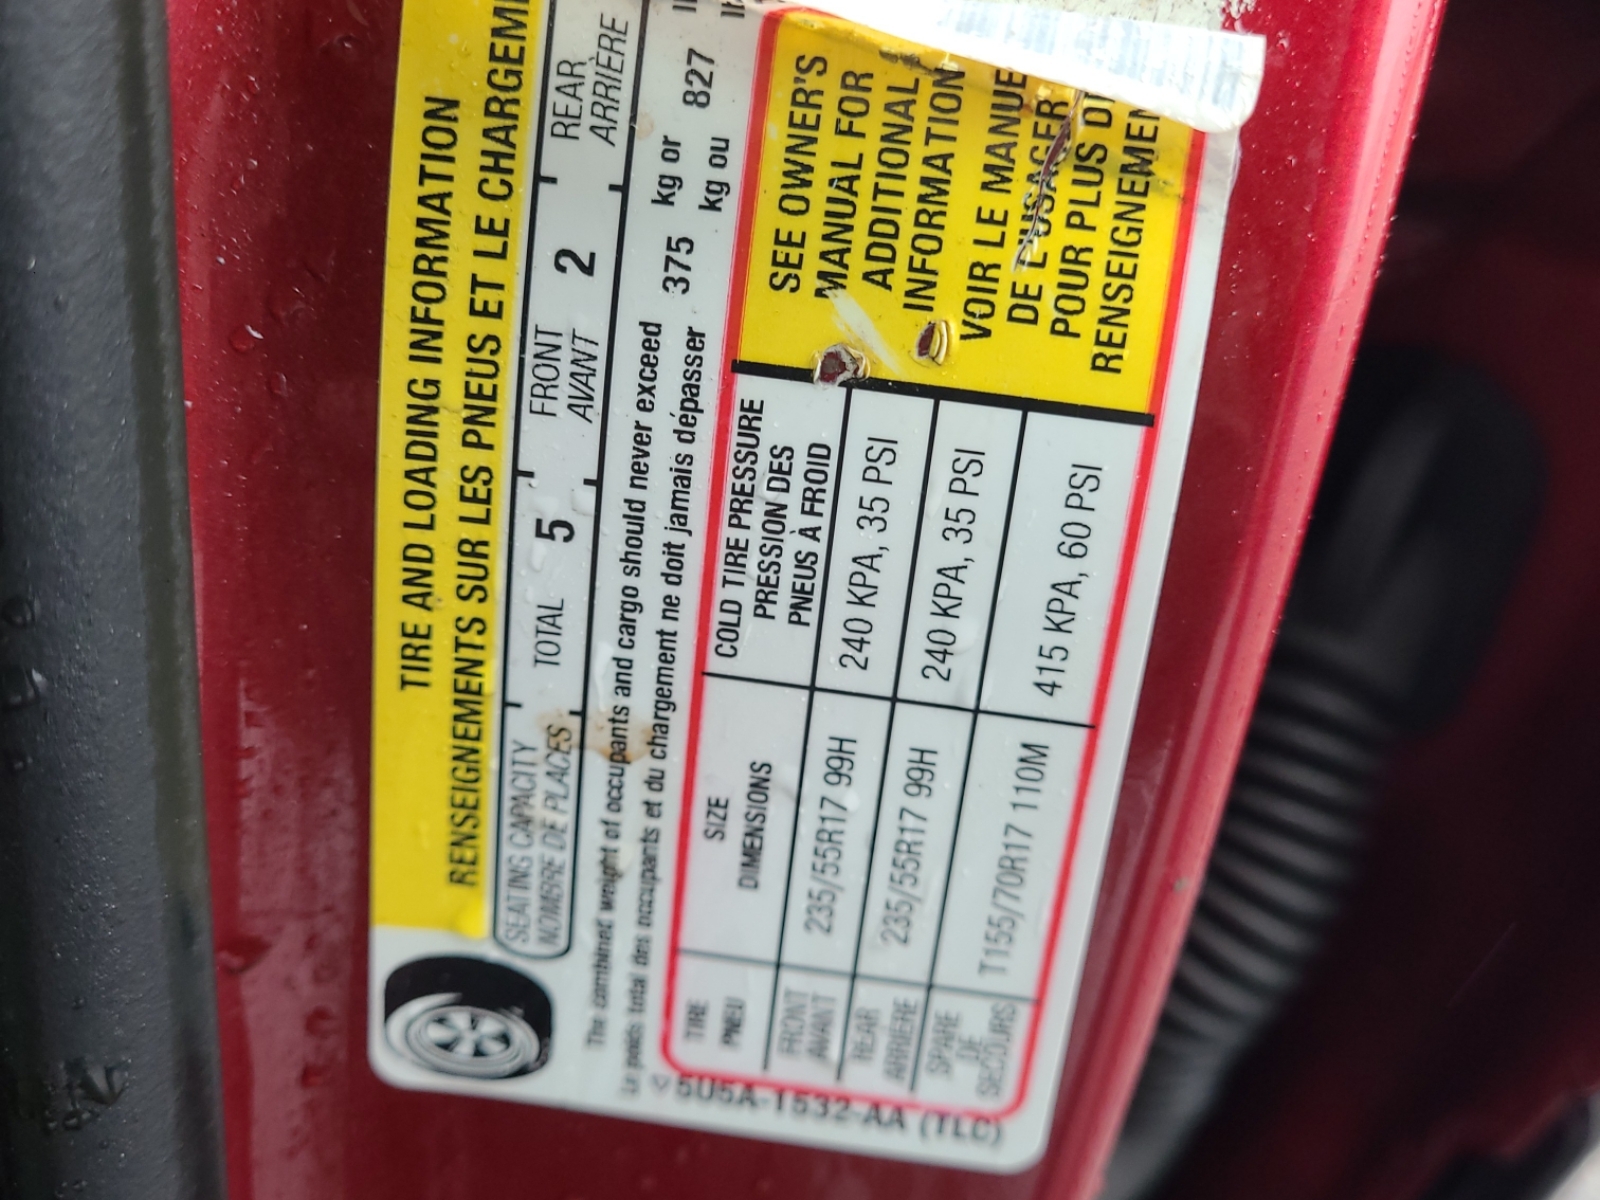 TIRE AND LOADING INFORMATION
RENSEIGNEMENTS SUR LES PNEUS ET LE CHARGEME
SEATING CAPACITY TOTAL 5 FRONT 2 REAR
NOMBRE DE PLACES AVANT ARRIÈRE
The combined weight of occupants and cargo should never exceed 375 kg or 827
Le poids total des occupants et du chargement ne doit jamais dépasser kg ou
TIRE SIZE COLD TIRE PRESSURE
PNEU DIMENSIONS PRESSION DES
PNEUS À FROID
FRONT 235/55R17 99H 240 KPA, 35 PSI
AVANT
REAR 235/55R17 99H 240 KPA, 35 PSI
ARRIÈRE
SPARE T155/70R17 110M 415 KPA, 60 PSI
DE
SECOURS
SEE OWNER'S
MANUAL FOR
ADDITIONAL
INFORMATION
VOIR LE MANUE
DE L'USAGER
POUR PLUS D
RENSEIGNEMEN
5U5A-1532-AA (TLC)